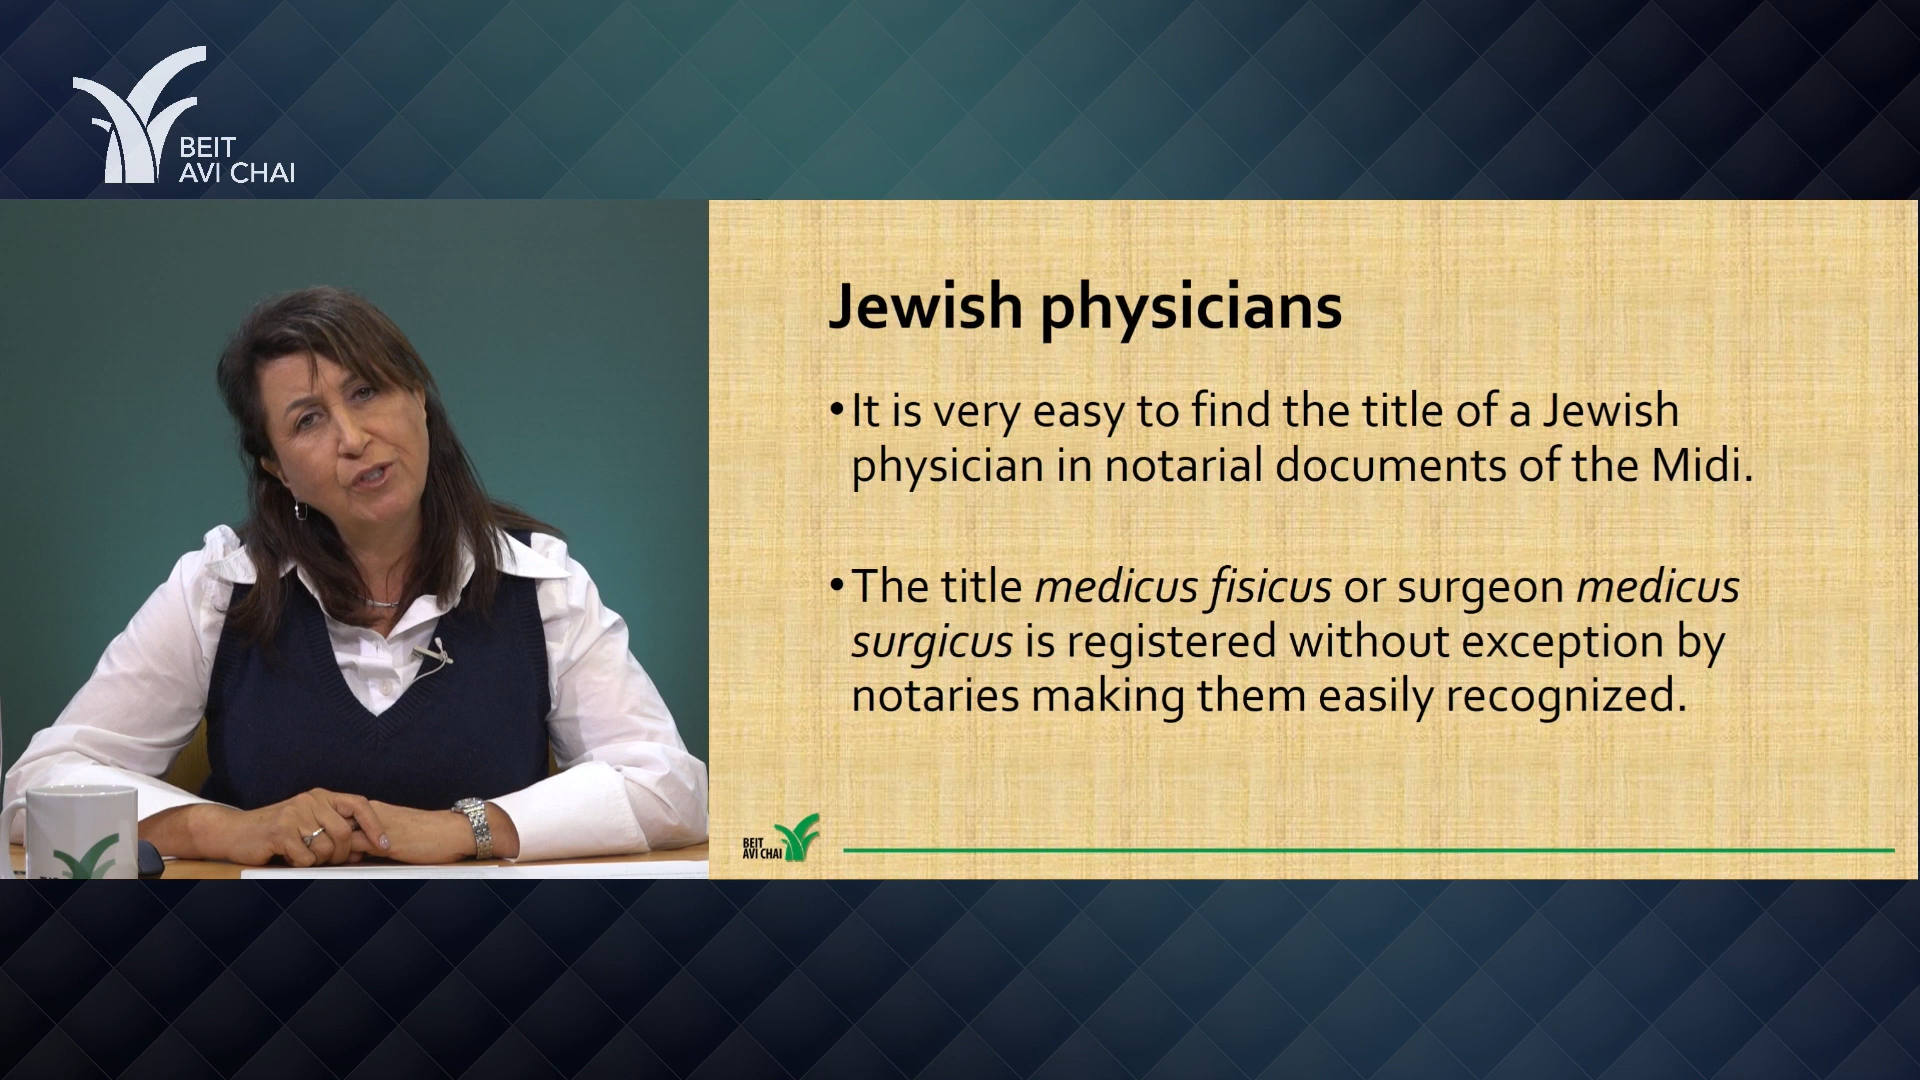 BEIT
AVI CHAI
Jewish physicians
•It is very easy to find the title of a Jewish
physician in notarial documents of the Midi.
•The title medicus fisicus or surgeon medicus
surgicus is registered without exception by
notaries making them easily recognized.
BEIT
AVI CHAI